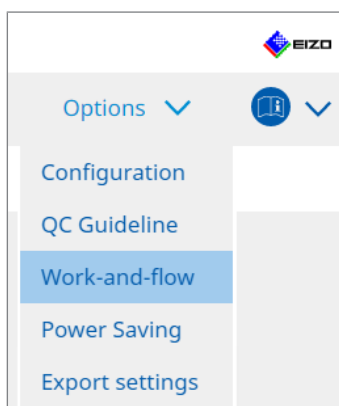 EIZO
Options
Configuration
QC Guideline
Work-and-flow
Power Saving
Export settings